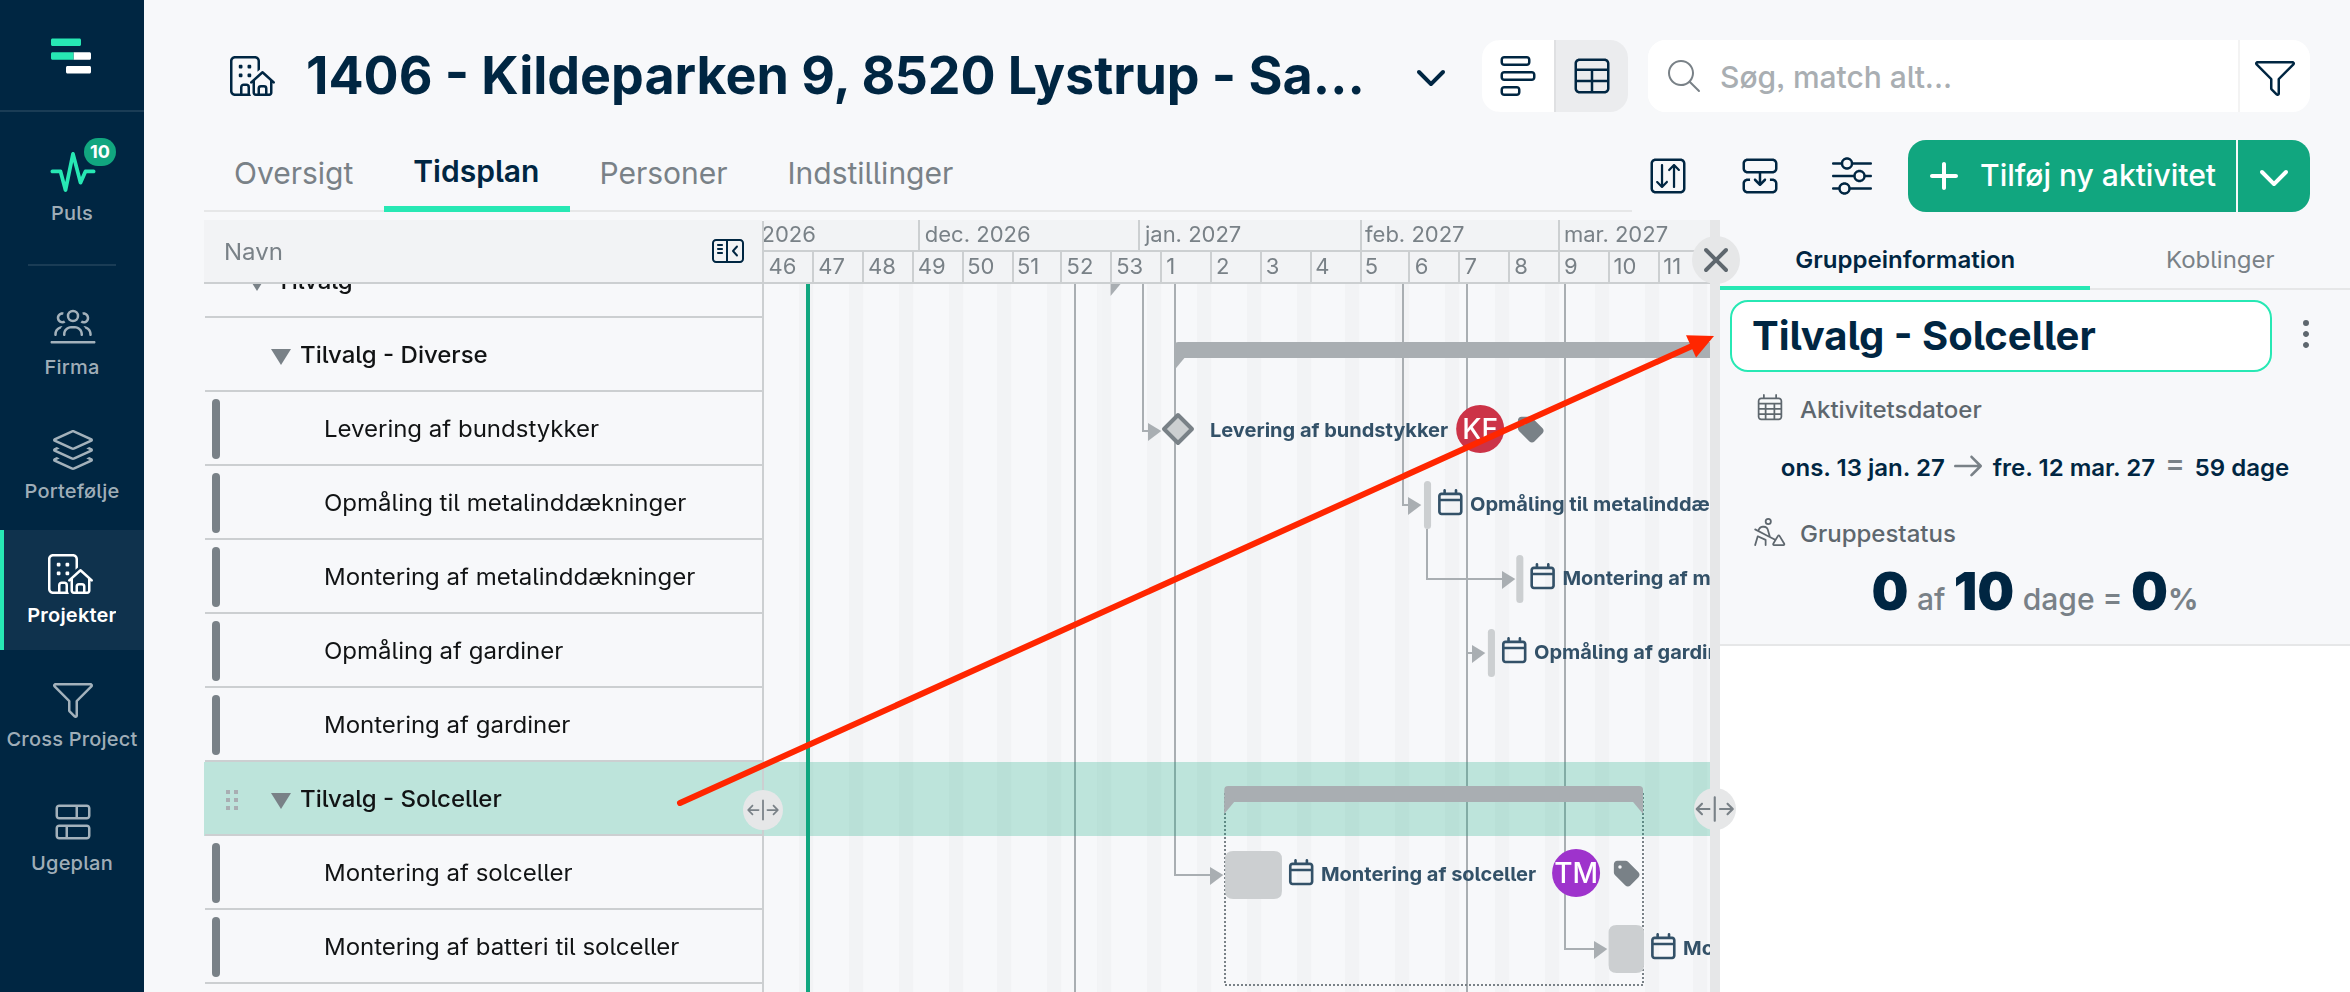 1406 - Kildeparken 9, 8520 Lystrup - Sa...
Søg, match alt...
10
Puls
Firma
Portefølje
Projekter
Cross Project
Ugeplan
Oversigt
Tidsplan
Personer
Indstillinger
Tilføj ny aktivitet
Navn
2026
dec. 2026
jan. 2027
feb. 2027
mar. 2027
46 47 48 49 50 51 52 53 1 2 3 4 5 6 7 8 9 10 11
Tilvalg
Tilvalg - Diverse
Levering af bundstykker
Levering af bundstykker
KF
Opmåling til metalinddækninger
Opmåling til metalinddæ
Montering af metalinddækninger
Montering af m
Opmåling af gardiner
Opmåling af gardin
Montering af gardiner
Tilvalg - Solceller
Montering af solceller
Montering af solceller
TM
Montering af batteri til solceller
Mo
Gruppeinformation
Koblinger
Tilvalg - Solceller
Aktivitetsdatoer
ons. 13 jan. 27 → fre. 12 mar. 27 = 59 dage
Gruppestatus
0 af 10 dage = 0%